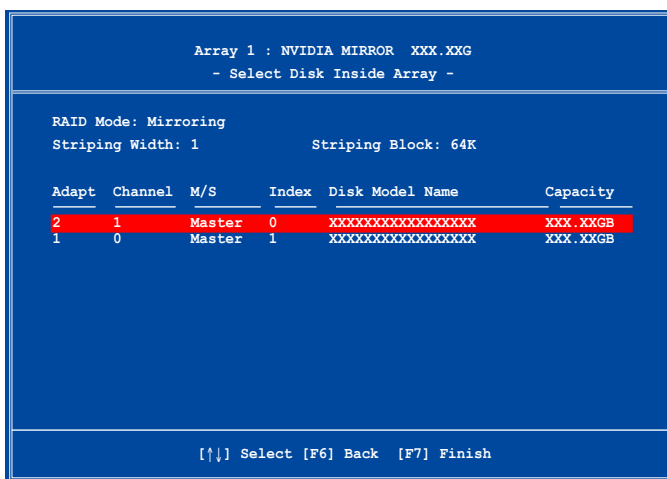 Array 1 : NVIDIA MIRROR XXX.XXG
- Select Disk Inside Array -
RAID Mode: Mirroring
Striping Width: 1 Striping Block: 64K
Adapt Channel M/S Index Disk Model Name Capacity
2 1 Master 0 XXXXXXXXXXXXXXXXX XXX.XXGB
1 0 Master 1 XXXXXXXXXXXXXXXXX XXX.XXGB
[↑↓] Select [F6] Back [F7] Finish